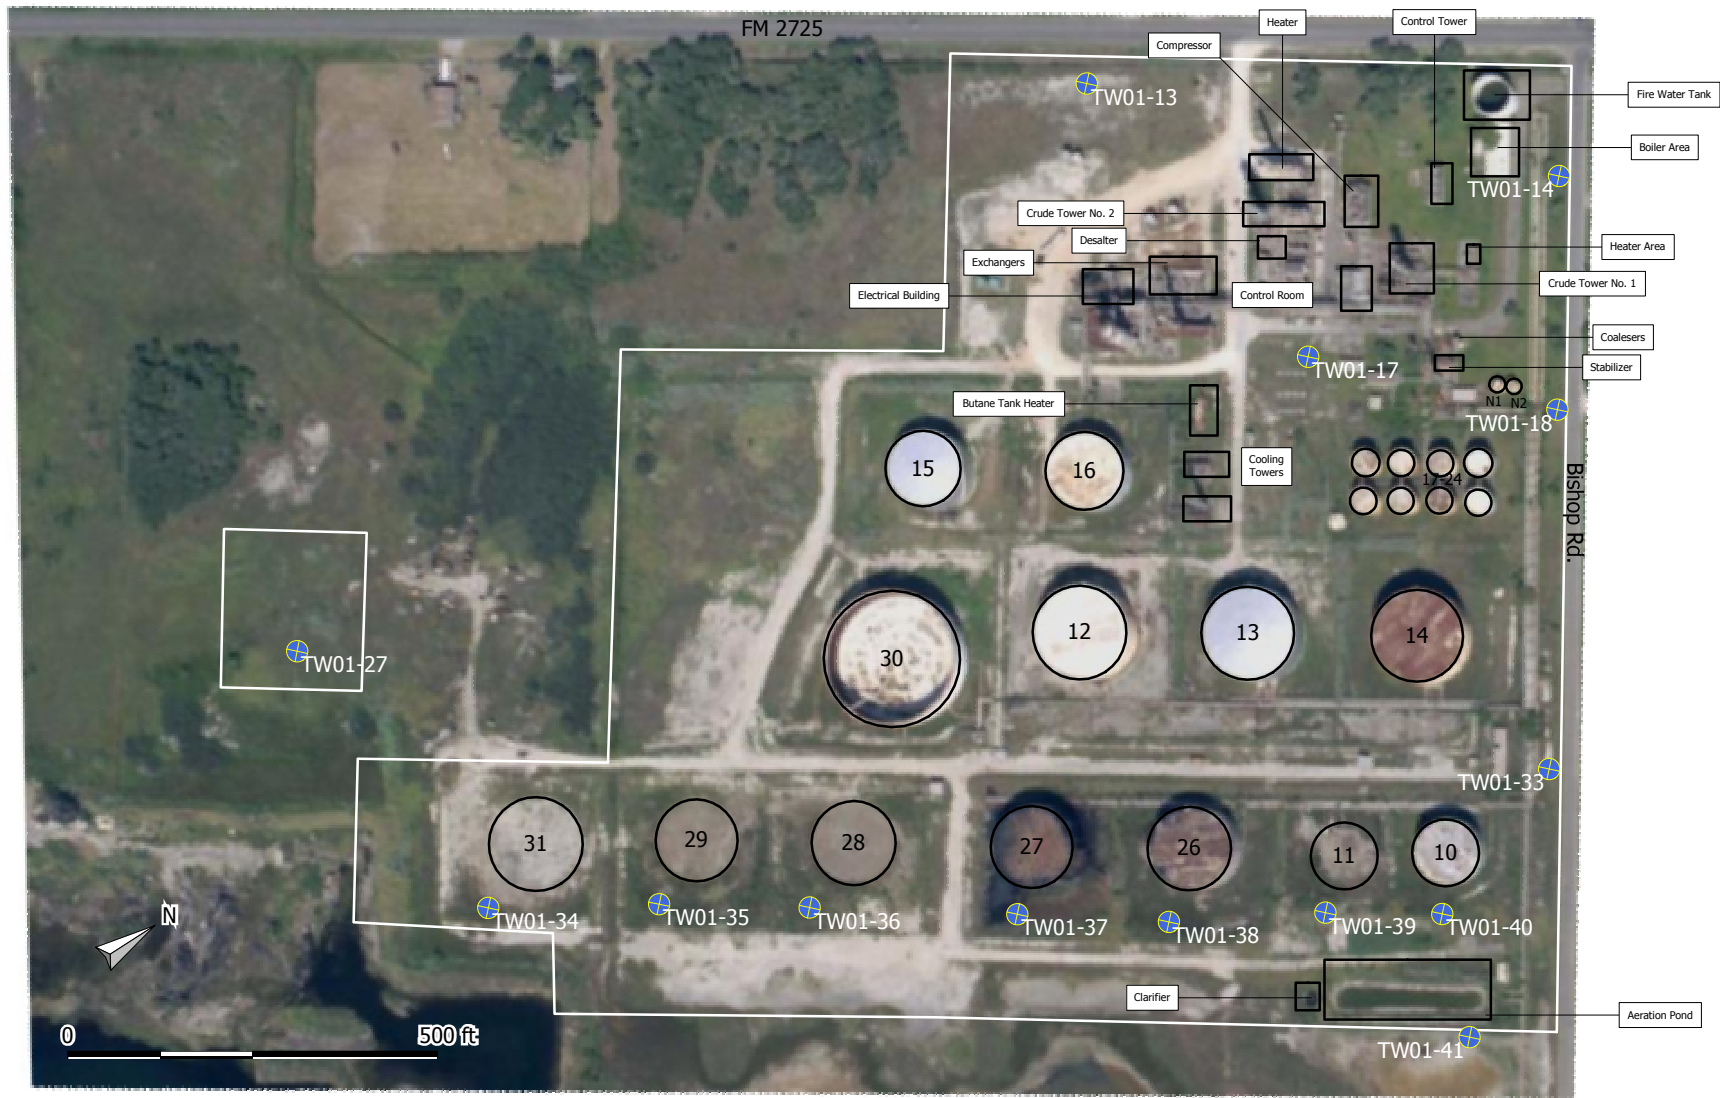 FM 2725
Heater
Control Tower
Compressor
TW01-13
Fire Water Tank
Boiler Area
TW01-14
Crude Tower No. 2
Desalter
Heater Area
Exchangers
Electrical Building
Control Room
Crude Tower No. 1
Coalesers
TW01-17
Stabilizer
Butane Tank Heater
N1
N2
TW01-18
15
16
Cooling
Towers
17-24
Bishop Rd.
30
12
13
14
TW01-27
TW01-33
31
29
28
27
26
11
10
TW01-34
TW01-35
TW01-36
TW01-37
TW01-38
TW01-39
TW01-40
N
Clarifier
Aeration Pond
0
500 ft
TW01-41